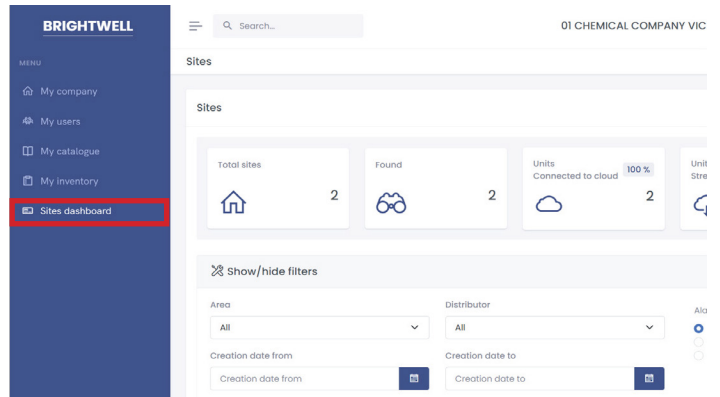 BRIGHTWELL
Search...
01 CHEMICAL COMPANY VIC
MENU
Sites
My company
My users
My catalogue
My inventory
Sites dashboard
Sites
Total sites
2
Found
2
Units
Connected to cloud
100 %
2
Show/hide filters
Area
All
Distributor
All
Creation date from
Creation date from
Creation date to
Creation date to